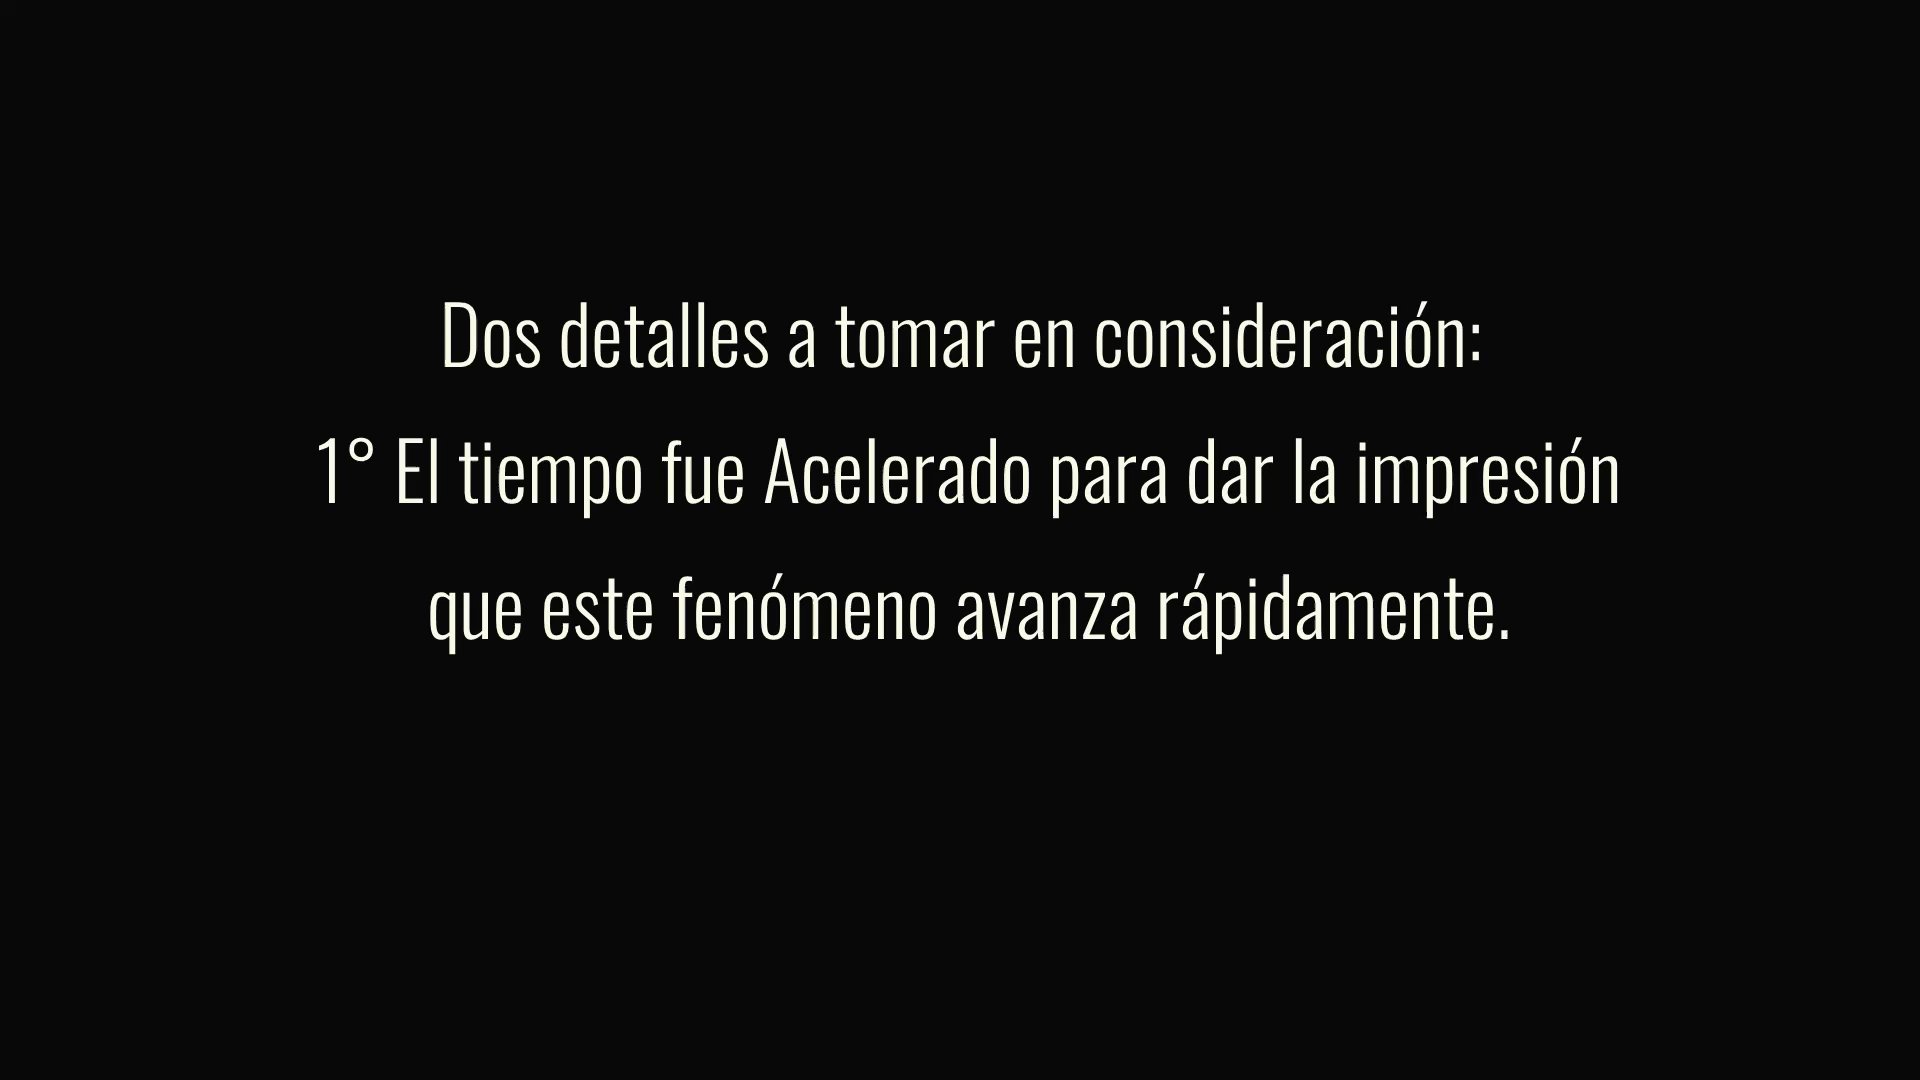 Dos detalles a tomar en consideración:
1° El tiempo fue Acelerado para dar la impresión
que este fenómeno avanza rápidamente.